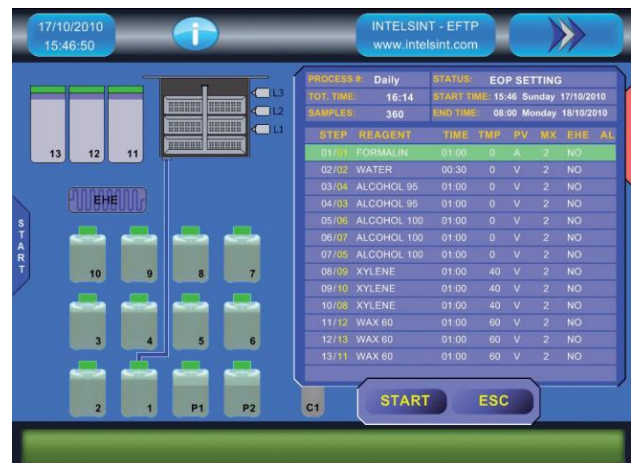 17/10/2010
15:46:50
i
INTELSINT - EFTP
www.intelsint.com
PROCESS #: Daily STATUS: EOP SETTING
TOT. TIME: 16:14 START TIME: 15:46 Sunday 17/10/2010
SAMPLES: 360 END TIME: 08:00 Monday 18/10/2010
STEP REAGENT TIME TMP PV MX EHE AL
01/01 FORMALIN 01:00 0 A 2 NO
02/02 WATER 00:30 0 V 2 NO
03/04 ALCOHOL 95 01:00 0 V 2 NO
04/03 ALCOHOL 95 01:00 0 V 2 NO
05/06 ALCOHOL 100 01:00 0 V 2 NO
06/07 ALCOHOL 100 01:00 0 V 2 NO
07/05 ALCOHOL 100 01:00 0 V 2 NO
08/09 XYLENE 01:00 40 V 2 NO
09/10 XYLENE 01:00 40 V 2 NO
10/08 XYLENE 01:00 40 V 2 NO
11/12 WAX 60 01:00 60 V 2 NO
12/13 WAX 60 01:00 60 V 2 NO
13/11 WAX 60 01:00 60 V 2 NO
START ESC
L3
L2
L1
13 12 11
EHE
START
10 9 8 7
3 4 5 6
2 1 P1 P2 C1